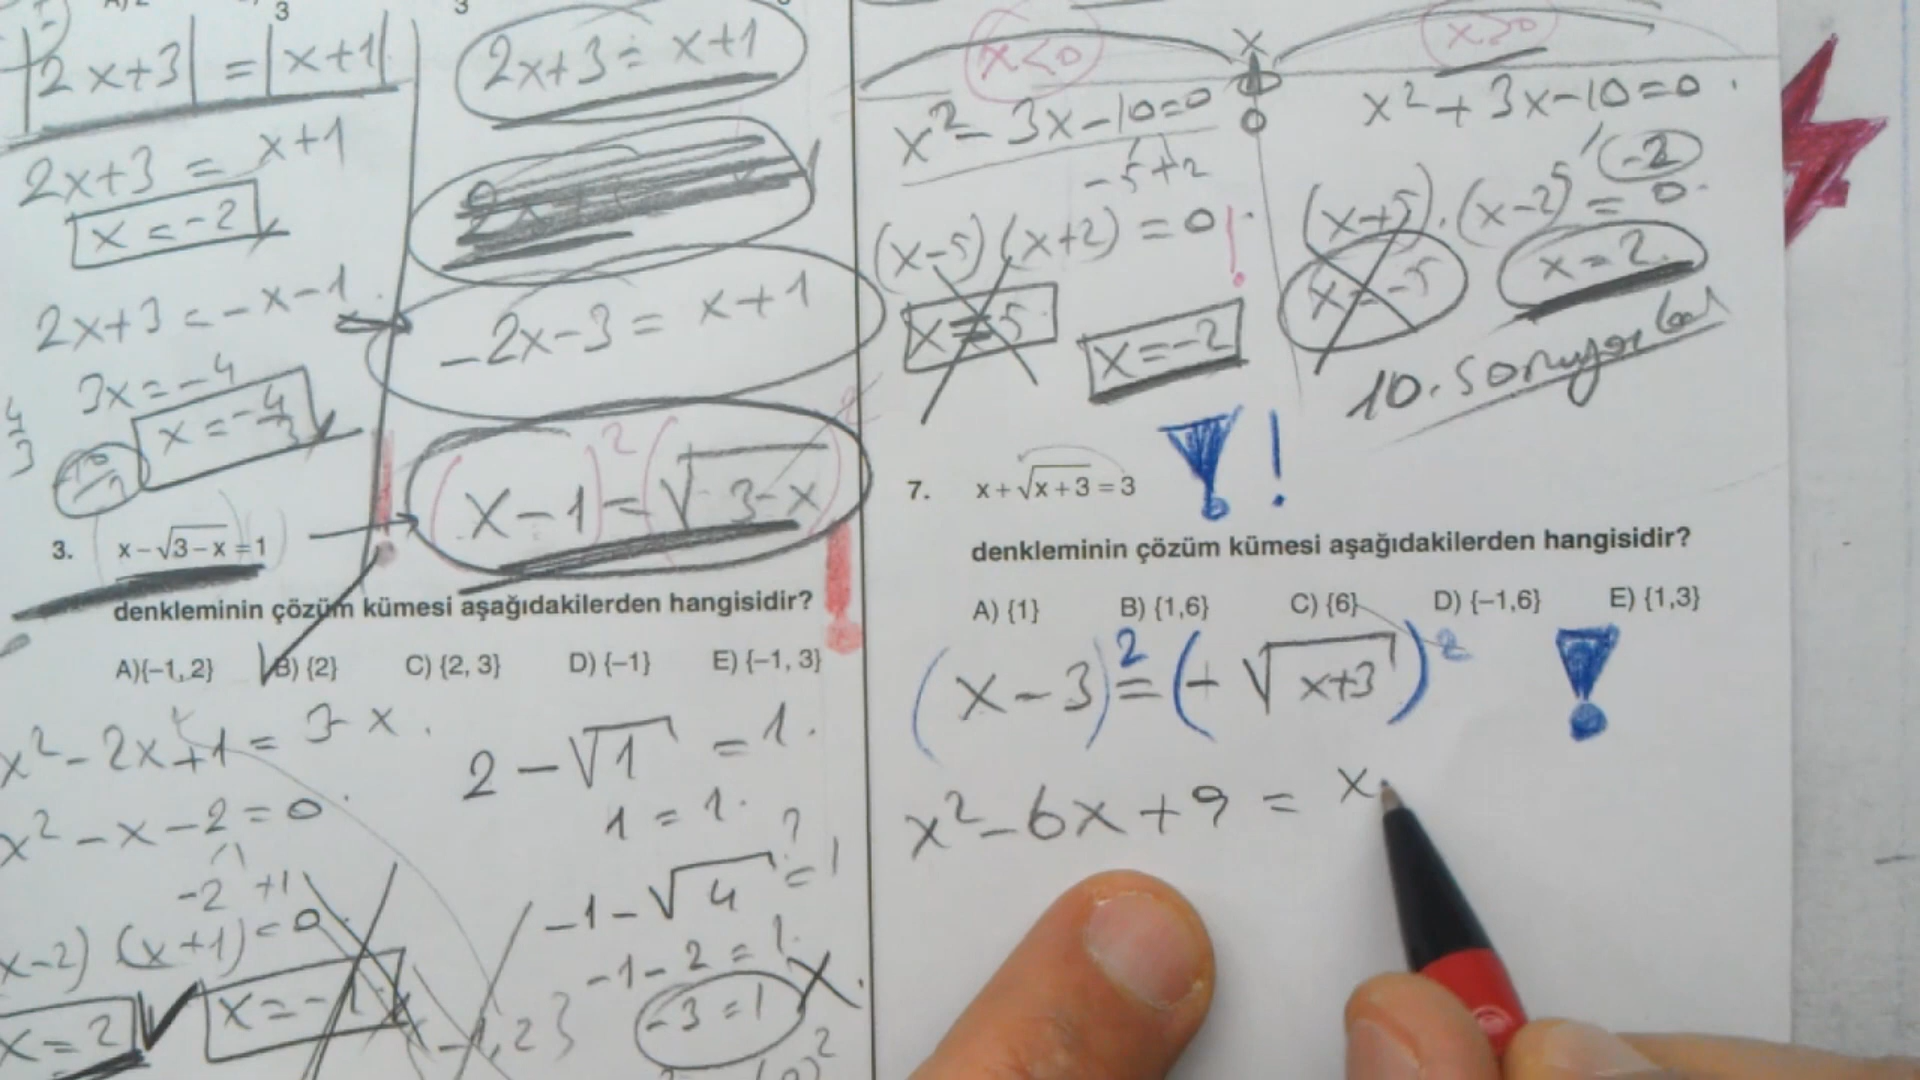 |2x+3| = |x+1|
2x+3 = x+1
x = -2
2x+3 = -x-1
3x = -4
x = -4/3
2x+3 = x+1
-2x-3 = x+1
(x-1)² = (√3-x)²
3. x - √3-x = 1
denkleminin çözüm kümesi aşağıdakilerden hangisidir?
A){-1, 2} B) {2} C) {2, 3} D) {-1} E) {-1, 3}
x² - 2x + 1 = 3-x.
x² - x - 2 = 0.
-2 +1
x-2) (x+1) = 0
x = 2
2 - √1 = 1.
1 = 1.
-1 - √4 = 1 ?
-1 - 2 = 1.
-3 = 1
x<0 x x>0
0
x² - 3x - 10 = 0
-5 +2
(x-5) (x+2) = 0. !
x = 5
x = -2
x² + 3x - 10 = 0.
5 -2
(x+5).(x-2) = 0.
x = -5
x = 2.
10.
7. x + √x+3 = 3 !
denkleminin çözüm kümesi aşağıdakilerden hangisidir?
A) {1} B) {1,6} C) {6} D) {-1,6} E) {1,3}
(x-3)² = (-√x+3)²
x² - 6x + 9 = x